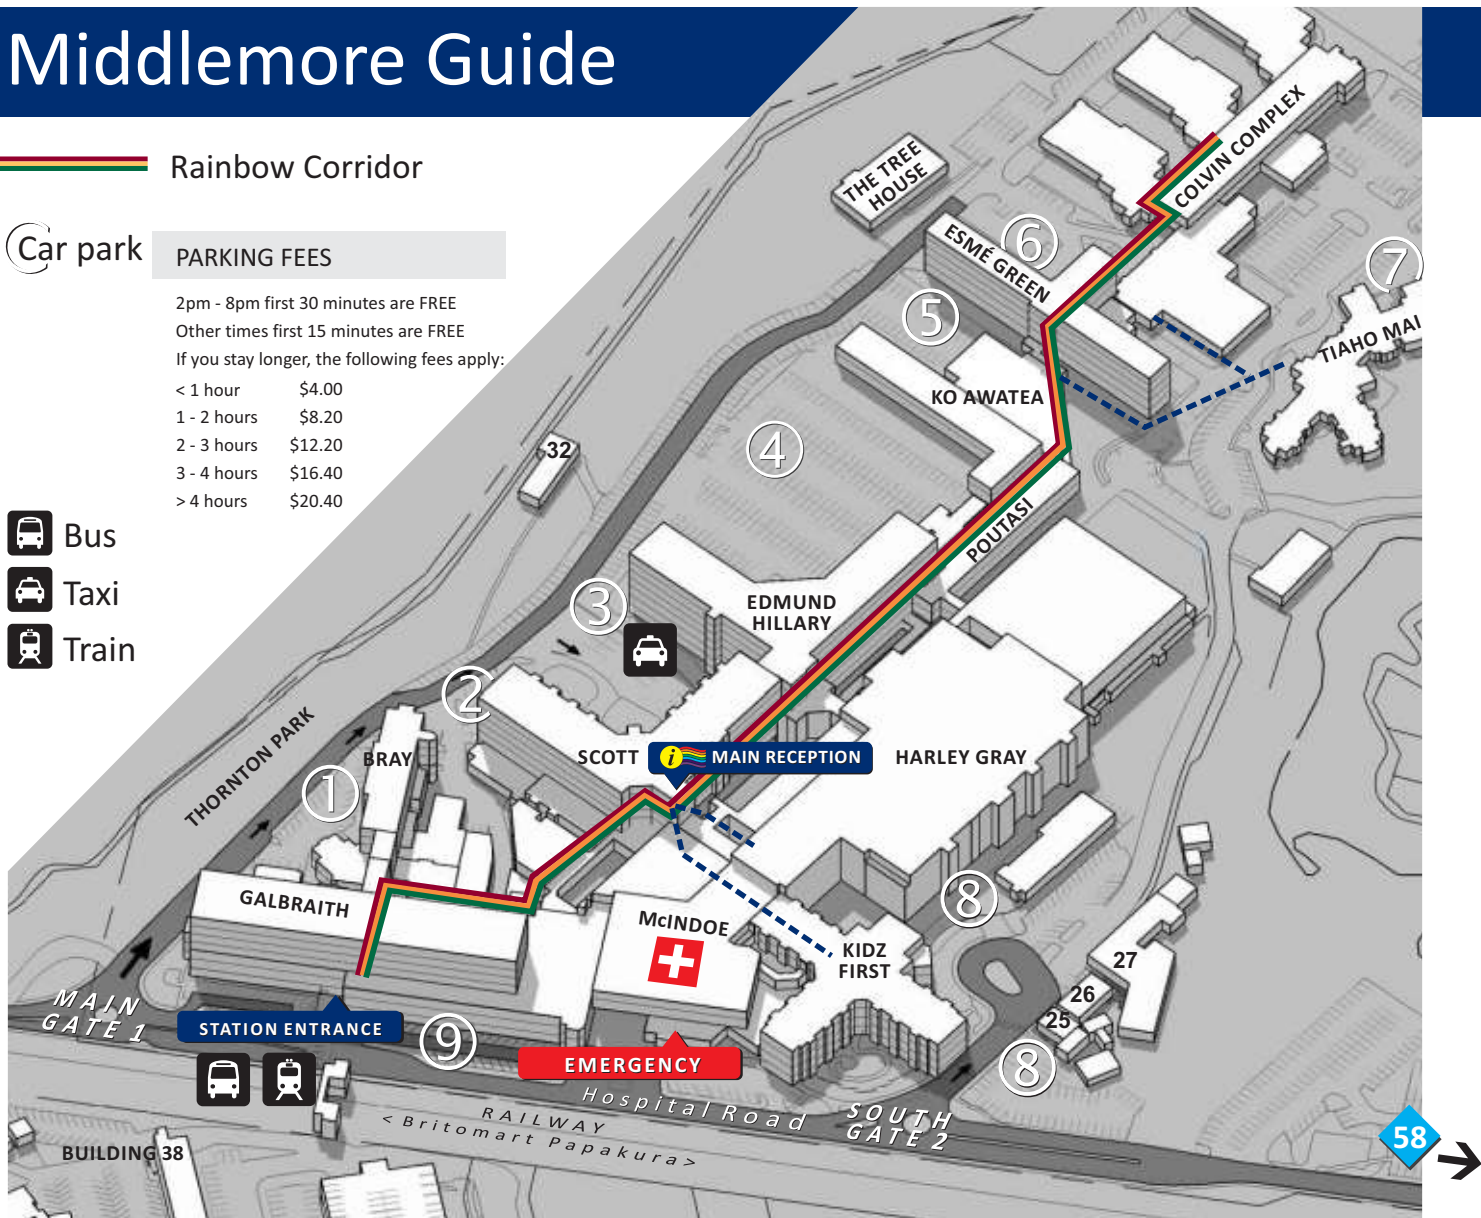 Middlemore Guide
Rainbow Corridor
Car park
PARKING FEES
2pm - 8pm first 30 minutes are FREE
Other times first 15 minutes are FREE
If you stay longer, the following fees apply:
< 1 hour $4.00
1 - 2 hours $8.20
2 - 3 hours $12.20
3 - 4 hours $16.40
> 4 hours $20.40
Bus
Taxi
Train
COLVIN COMPLEX
THE TREE
HOUSE
ESMÉ GREEN
6
7
5
TIAHO MAI
KO AWATEA
4
32
POUTASI
3
EDMUND
HILLARY
2
THORNTON PARK
BRAY
SCOTT
i
MAIN RECEPTION
HARLEY GRAY
1
GALBRAITH
McINDOE
8
KIDZ
FIRST
27
26
25
MAIN
GATE 1
STATION ENTRANCE
9
EMERGENCY
8
Hospital Road
SOUTH
GATE 2
RAILWAY
< Britomart Papakura >
58
BUILDING 38